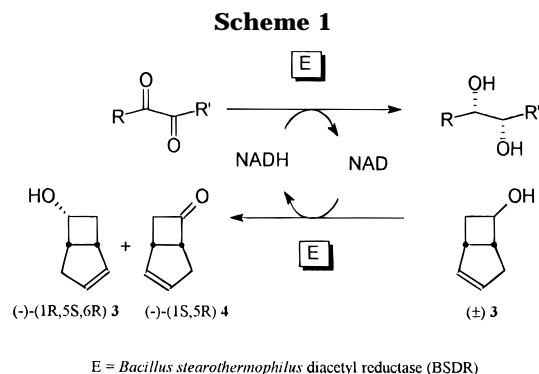 Scheme 1
E
O
R
R'
O
OH
R
R'
OH
NADH
NAD
HO
O
OH
+
E
(-)-(1R,5S,6R) 3
(-)-(1S,5R) 4
(±) 3
E = Bacillus stearothermophilus diacetyl reductase (BSDR)